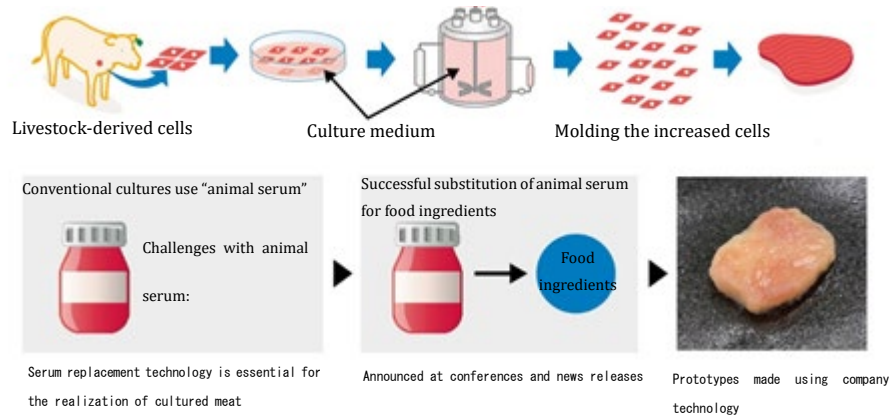 Livestock-derived cells
Culture medium
Molding the increased cells
Conventional cultures use “animal serum”
Challenges with animal
serum:
Successful substitution of animal serum
for food ingredients
Food
ingredients
Serum replacement technology is essential for
the realization of cultured meat
Announced at conferences and news releases
Prototypes made using company
technology